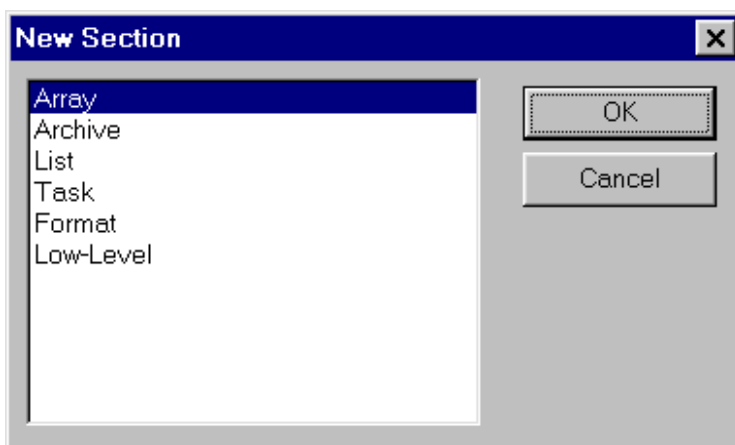 New Section
Array
Archive
List
Task
Format
Low-Level
OK
Cancel